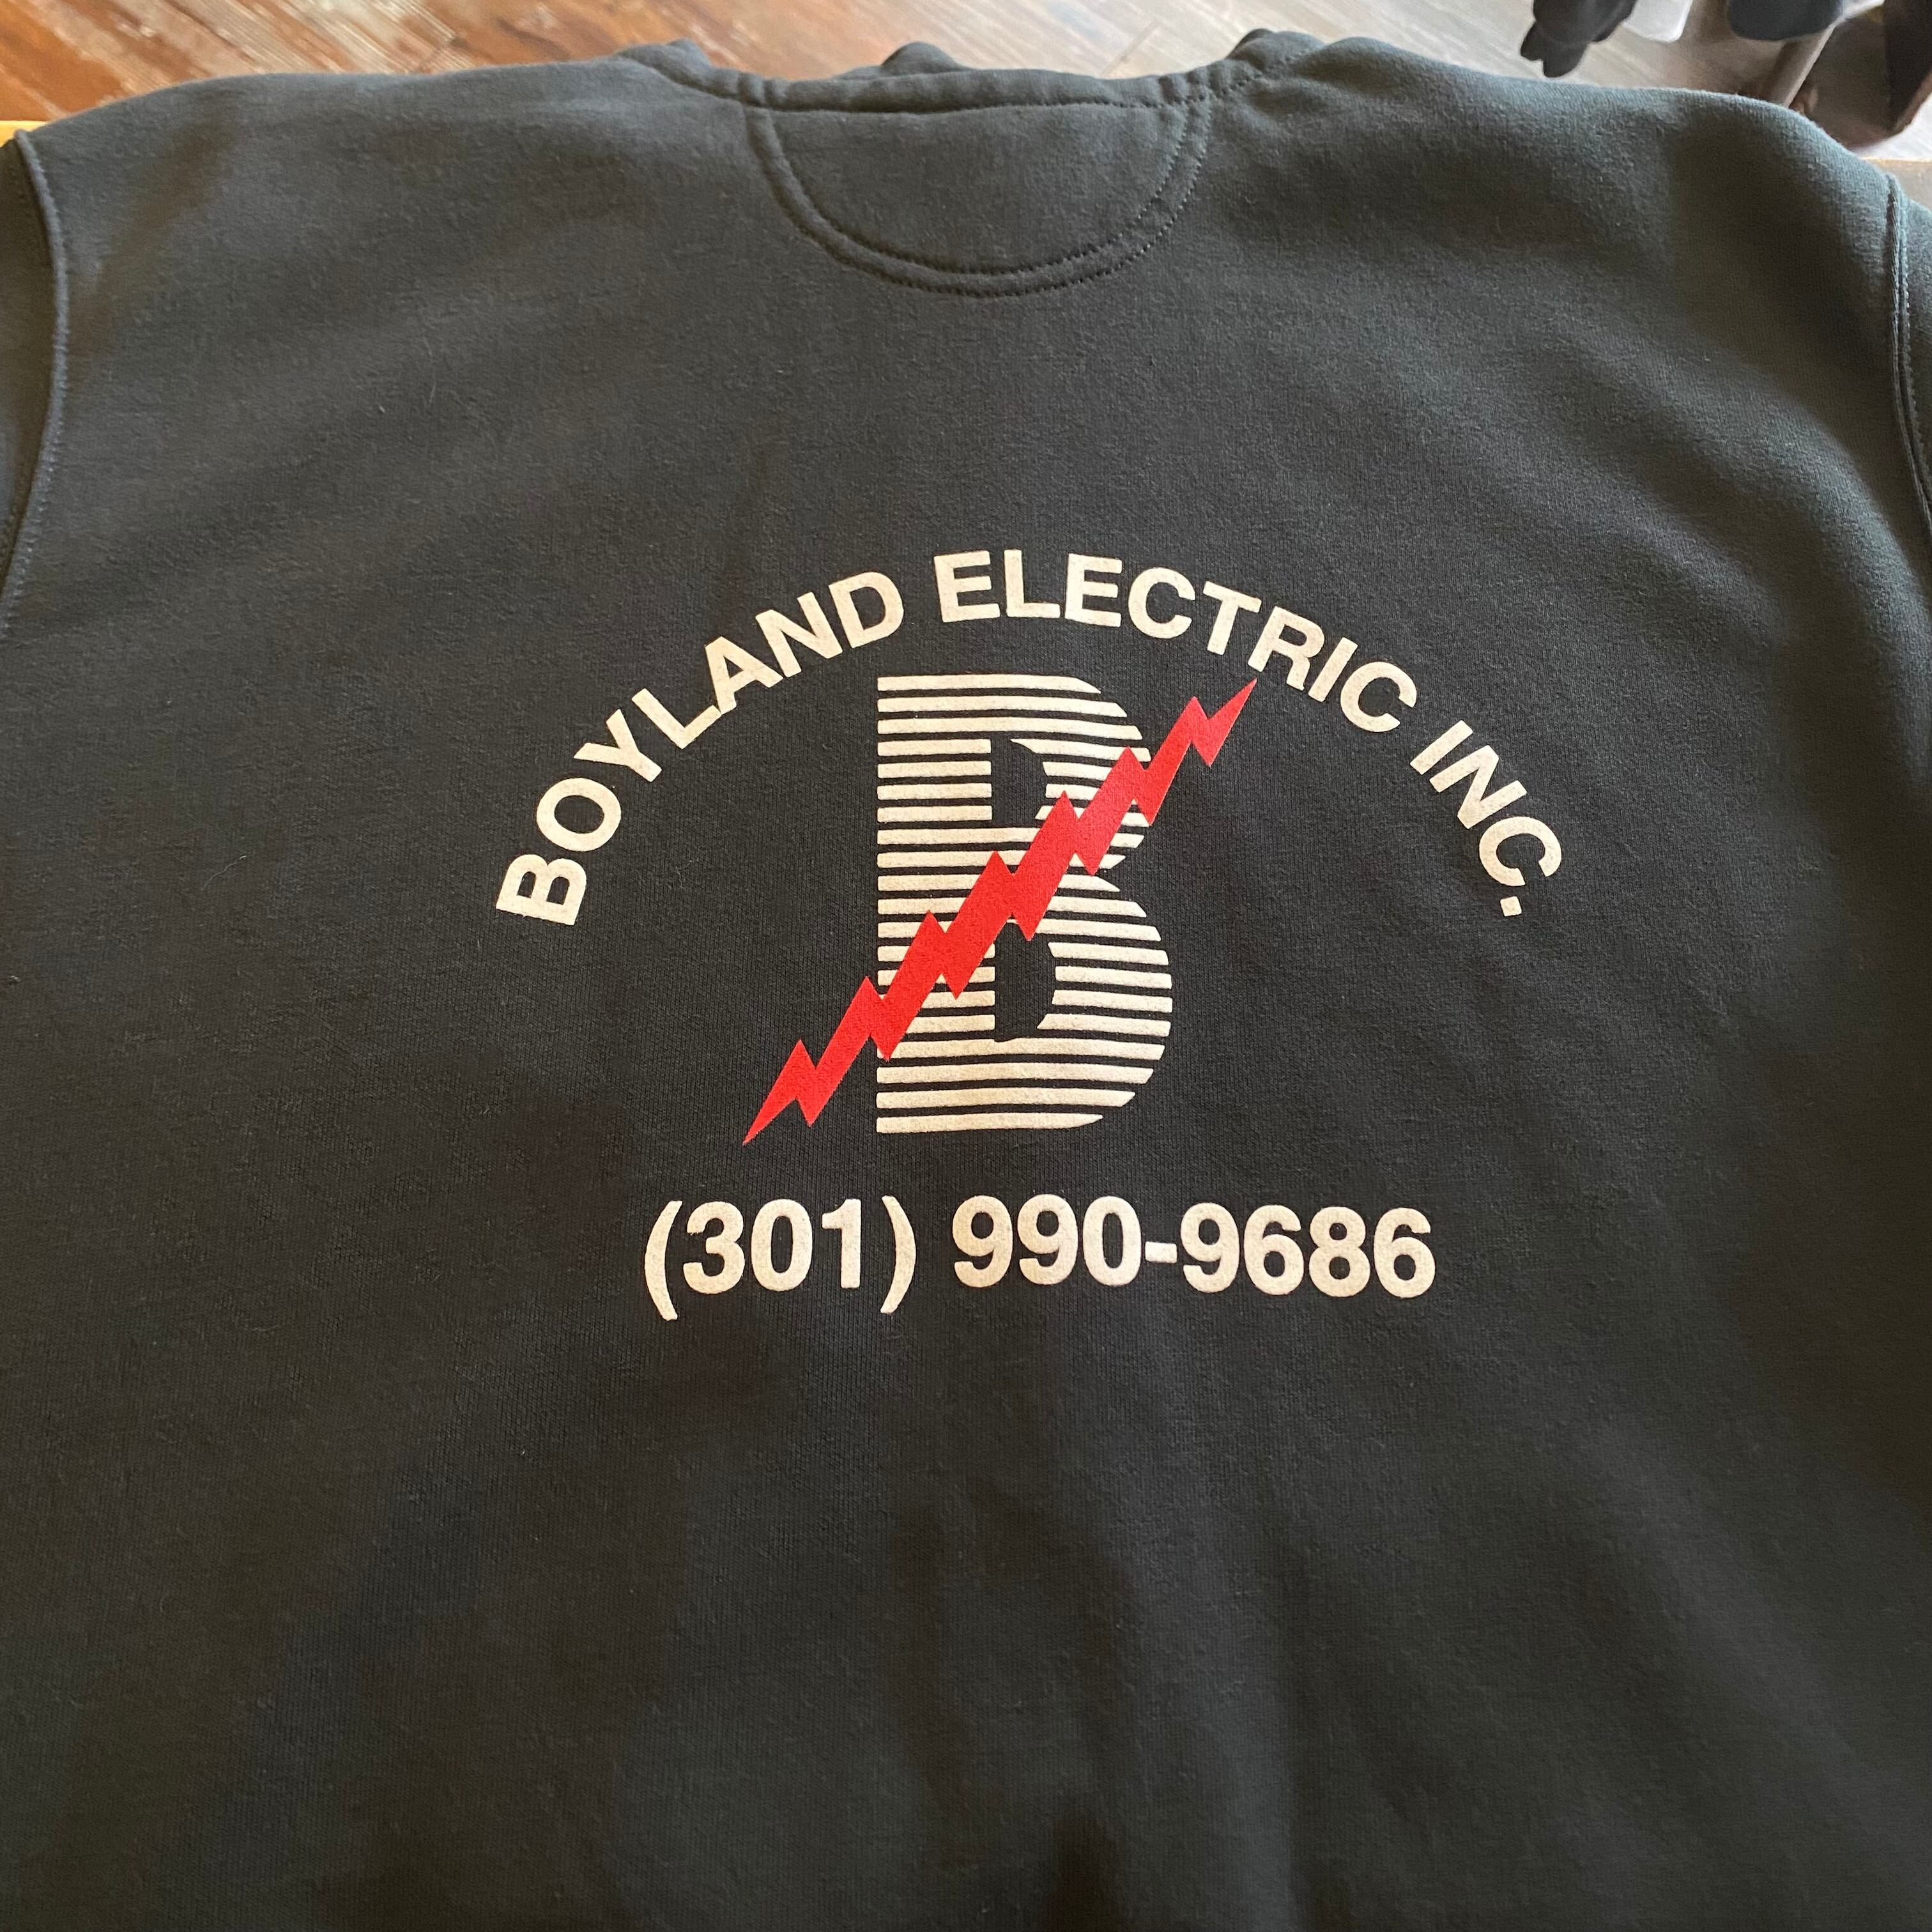 BOYLAND ELECTRIC INC.
B
(301) 990-9686